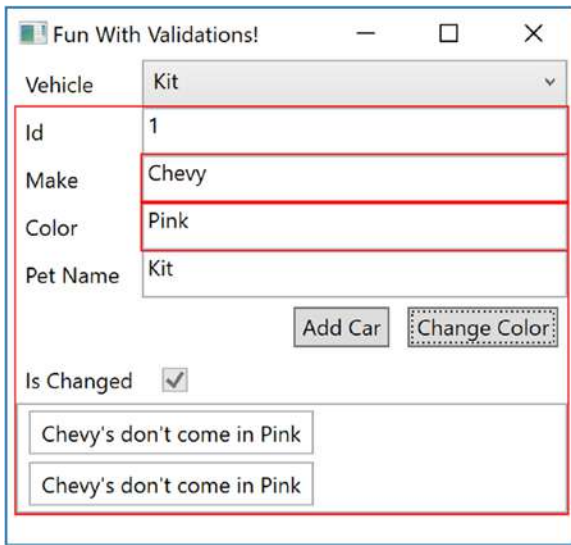 Fun With Validations!
Vehicle Kit
Id 1
Make Chevy
Color Pink
Pet Name Kit
Add Car Change Color
Is Changed
Chevy's don't come in Pink
Chevy's don't come in Pink